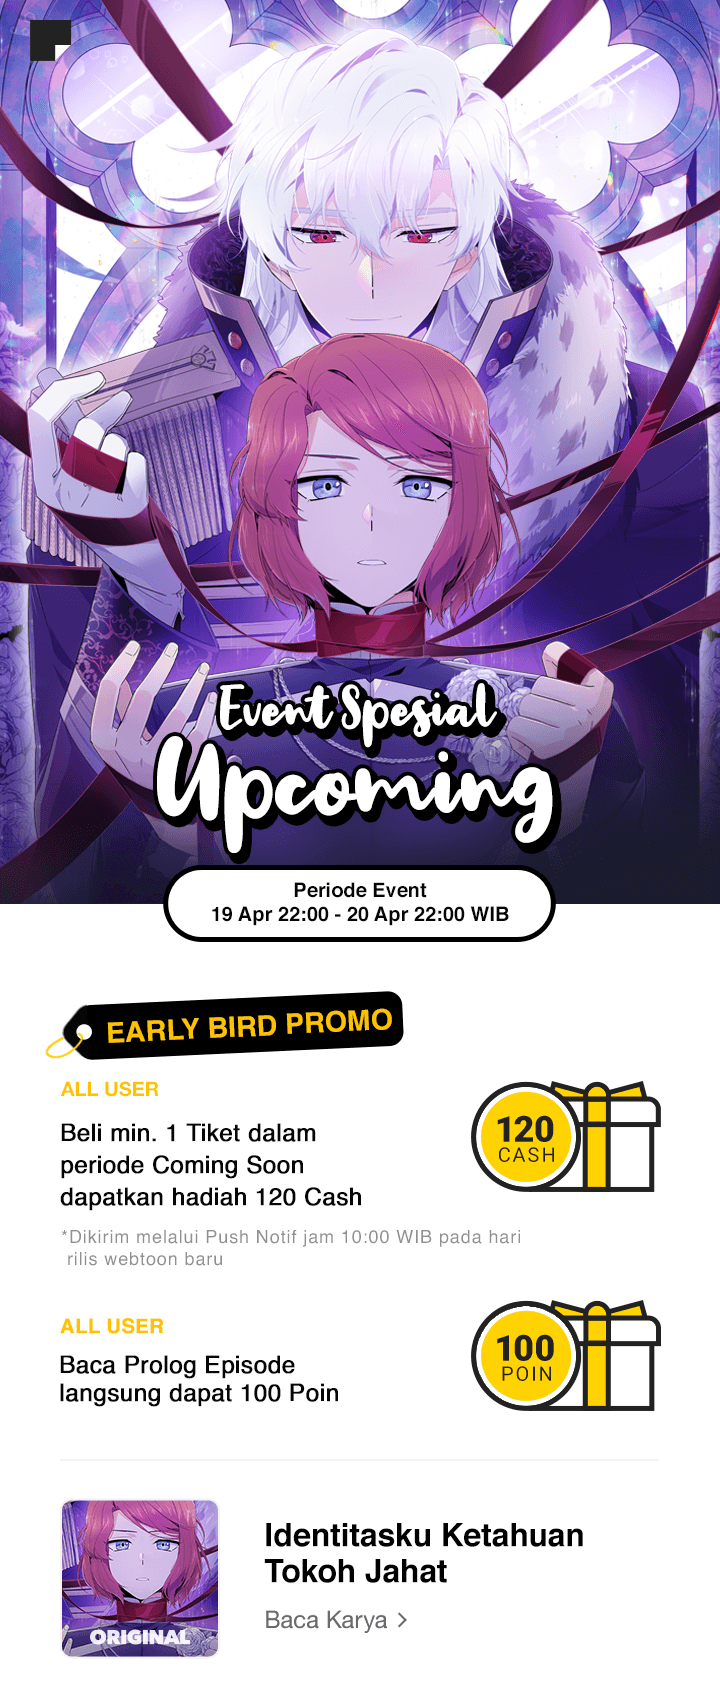 Event Spesial
Upcoming
Periode Event
19 Apr 22:00 - 20 Apr 22:00 WIB
EARLY BIRD PROMO
ALL USER
Beli min. 1 Tiket dalam
periode Coming Soon
dapatkan hadiah 120 Cash
120
CASH
*Dikirim melalui Push Notif jam 10:00 WIB pada hari
rilis webtoon baru
ALL USER
Baca Prolog Episode
langsung dapat 100 Poin
100
POIN
ORIGINAL
Identitasku Ketahuan
Tokoh Jahat
Baca Karya >